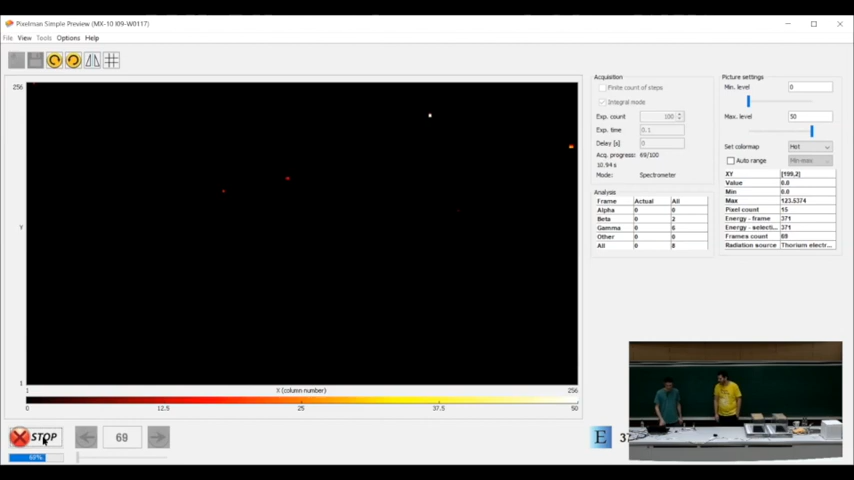 Pixelman Simple Preview (MX-10 I09-W0117)
File View Tools Options Help
256
Y
1
1 X (column number) 256
0 12.5 25 37.5 50
STOP
69
E
Acquisition
Finite count of steps
Integral mode
Exp. count 100
Exp. time 0.1
Delay [s] 0
Acq. progress: 69/100
10.94 s
Mode: Spectrometer
Analysis
Frame Actual All
Alpha 0 0
Beta 0 2
Gamma 0 6
Other 0 0
All 0 8
Picture settings
Min. level 0
Max. level 50
Set colormap Hot
Auto range Min-max
XY [199,2]
Value 0.0
Min 0.0
Max 123.5374
Pixel count 15
Energy - frame 371
Energy - selecti... 371
Frames count
Radiation source Thorium electr...